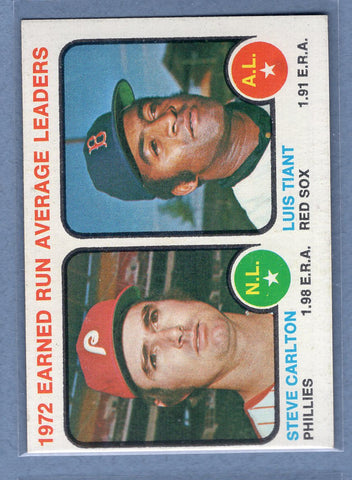 1972 EARNED RUN AVERAGE LEADERS
P
N.L.
STEVE CARLTON
PHILLIES 1.98 E.R.A.
B
A.L.
LUIS TIANT
RED SOX 1.91 E.R.A.